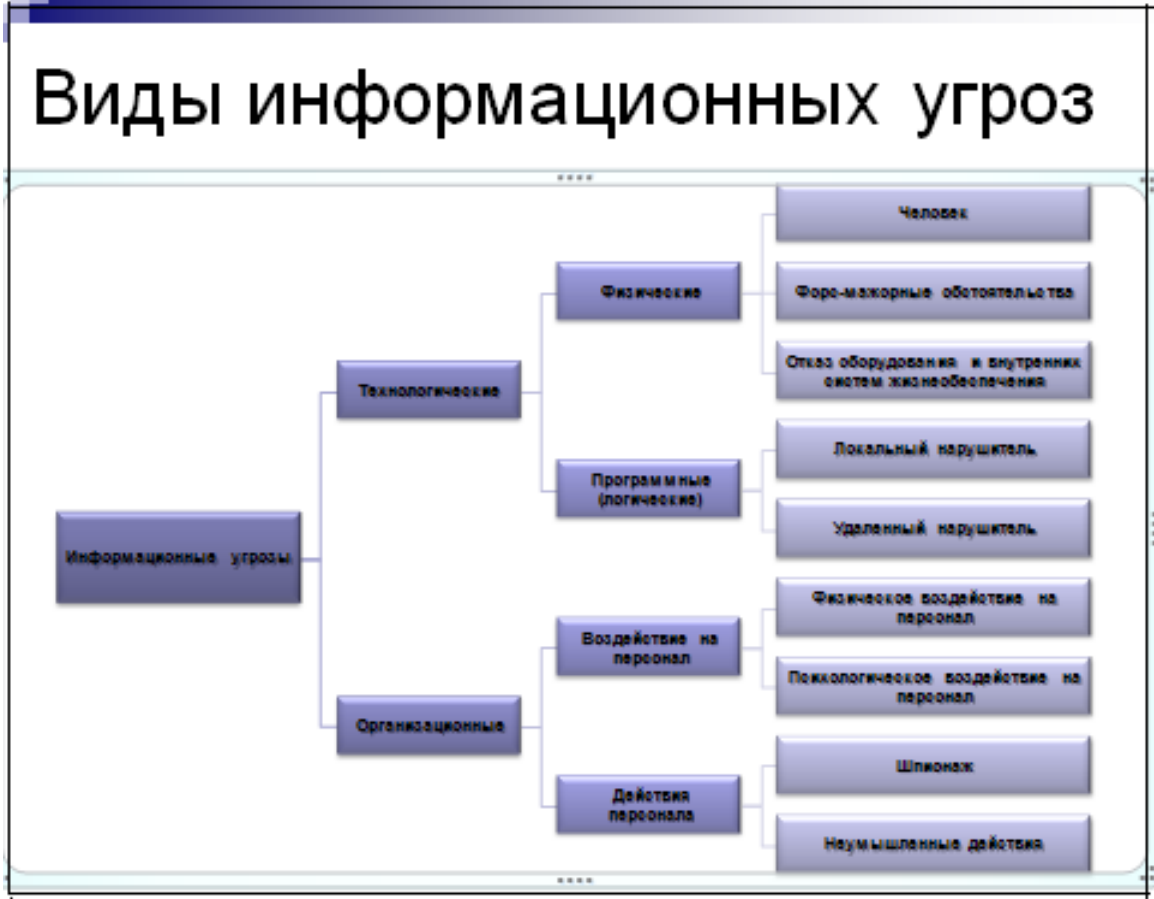 Виды информационных угроз
Человек
Физические
Форс-мажорные обстоятельства
Отказ оборудования и внутренних
систем жизнеобеспечения
Технологические
Локальный нарушитель
Программные
(логические)
Удаленный нарушитель
Информационные угрозы
Физическое воздействие на
персонал
Воздействие на
персонал
Психологическое воздействие на
персонал
Организационные
Шпионаж
Действия
персонала
Неумышленные действия